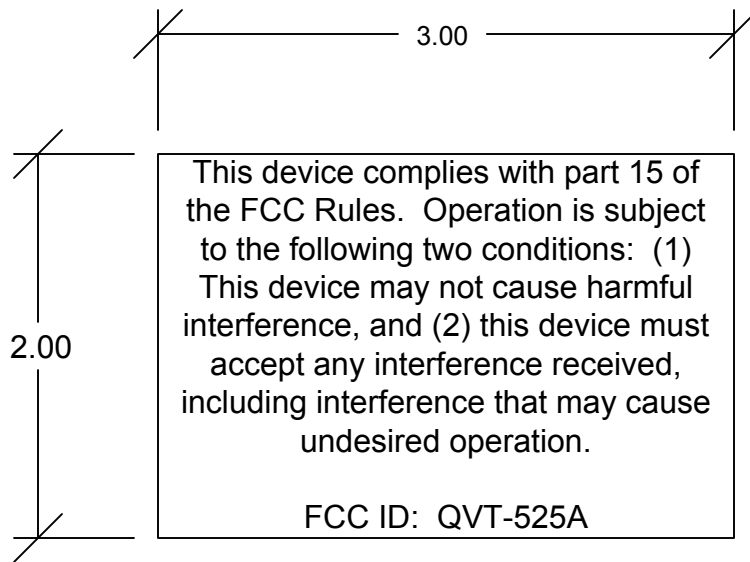 3.00
This device complies with part 15 of
the FCC Rules.  Operation is subject
to the following two conditions:  (1)
This device may not cause harmful
interference, and (2) this device must
2.00
accept any interference received,
including interference that may cause
undesired operation.
FCC ID:  QVT-525A